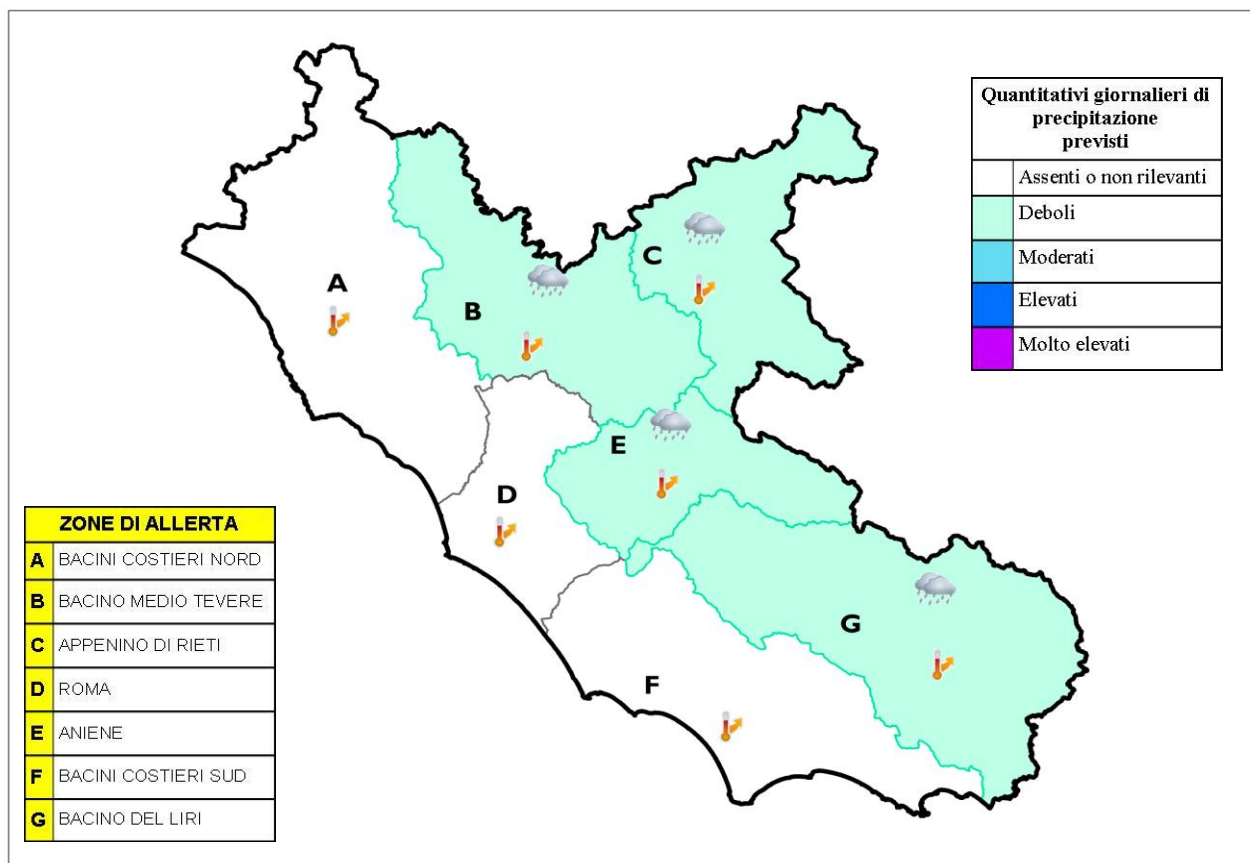 Quantitativi giornalieri di
precipitazione
previsti
Assenti o non rilevanti
Deboli
Moderati
Elevati
Molto elevati
A
B
C
D
E
F
G
ZONE DI ALLERTA
A BACINI COSTIERI NORD
B BACINO MEDIO TEVERE
C APPENINO DI RIETI
D ROMA
E ANIENE
F BACINI COSTIERI SUD
G BACINO DEL LIRI